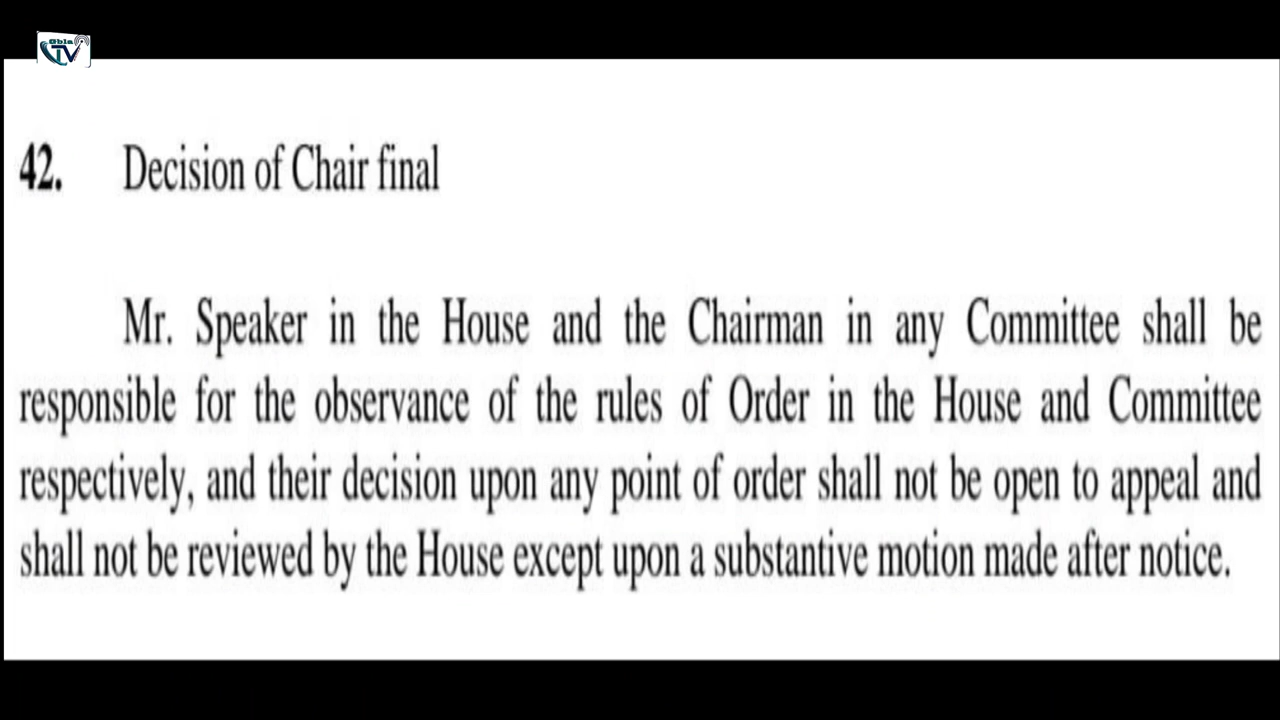 Obla
TV
42. Decision of Chair final
Mr. Speaker in the House and the Chairman in any Committee shall be
responsible for the observance of the rules of Order in the House and Committee
respectively, and their decision upon any point of order shall not be open to appeal and
shall not be reviewed by the House except upon a substantive motion made after notice.